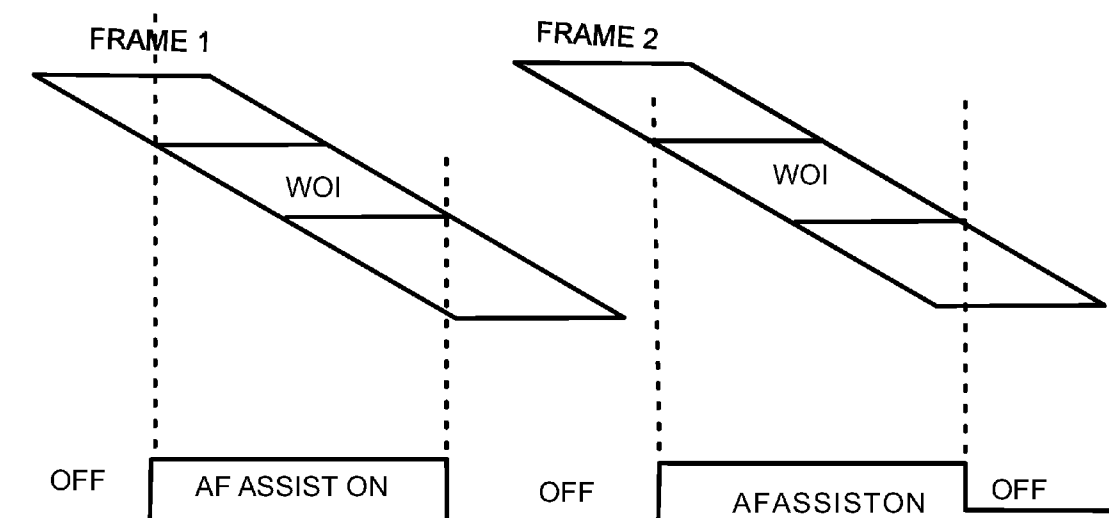 FRAME 1
FRAME 2
WOI
WOI
OFF
AF ASSIST ON
OFF
AFASSISTON
OFF